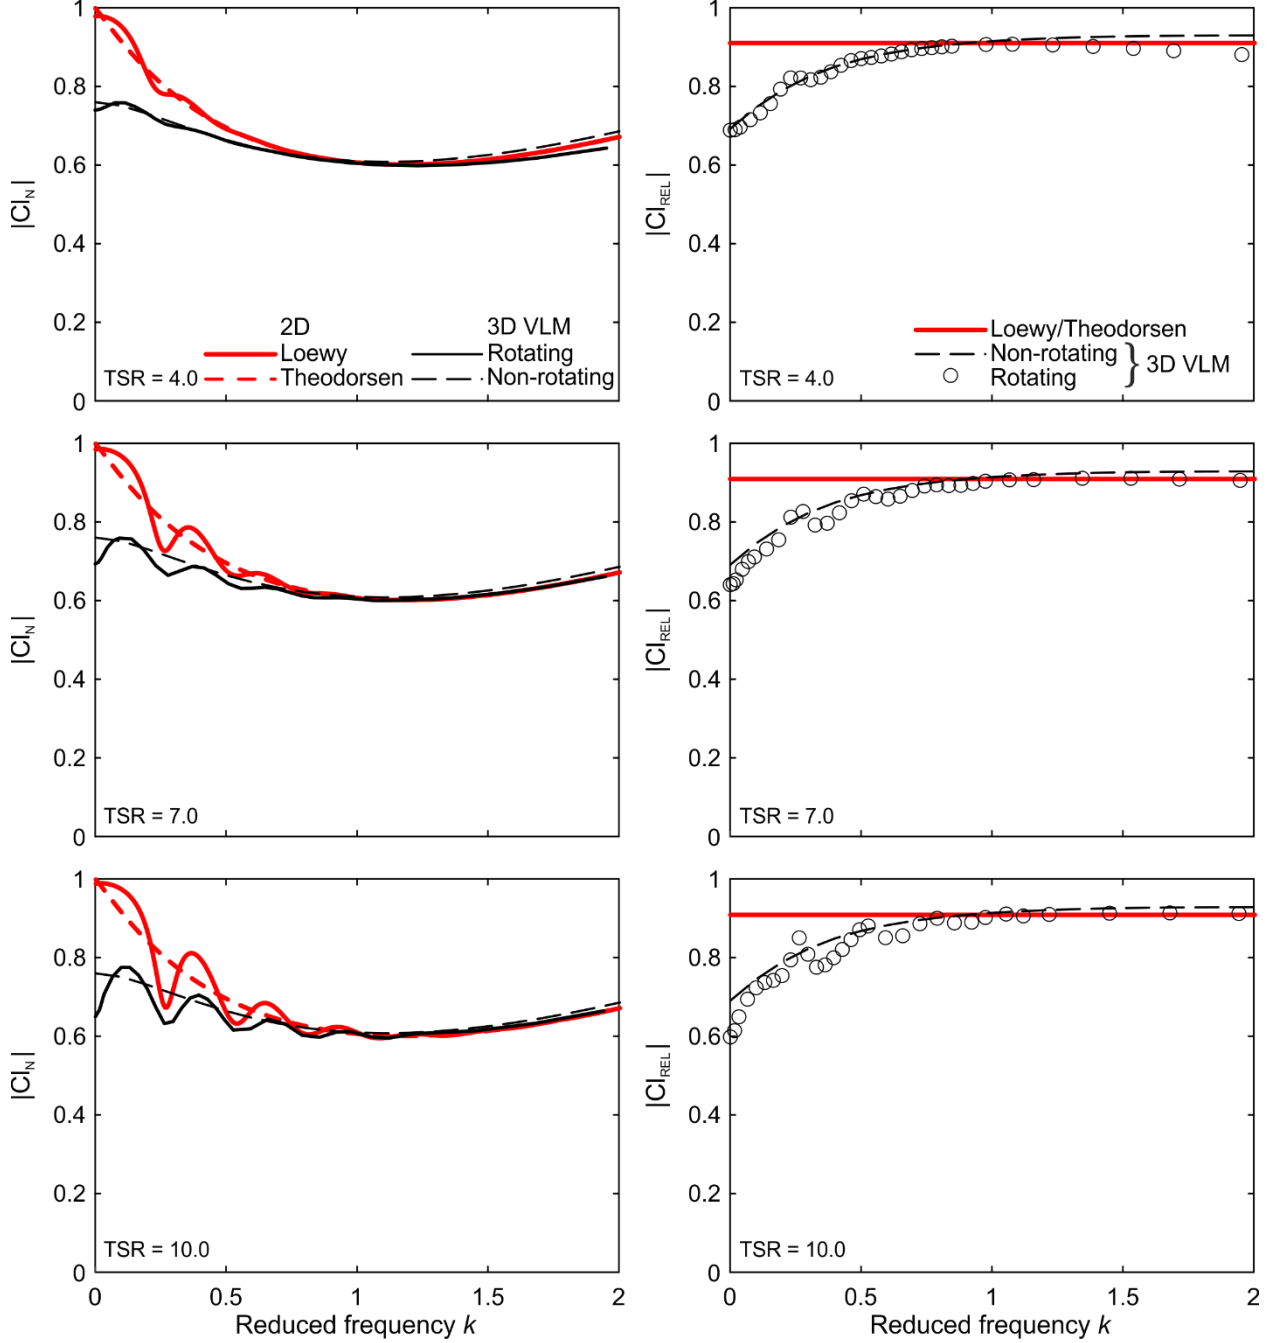 1
0.8
0.6
0.4
0.2
0
|Cl_N|
2D 3D VLM
Loewy Rotating
Theodorsen Non-rotating
TSR = 4.0
1
0.8
0.6
0.4
0.2
0
|Cl_REL|
Loewy/Theodorsen
Non-rotating
Rotating
} 3D VLM
TSR = 4.0
1
0.8
0.6
0.4
0.2
0
|Cl_N|
TSR = 7.0
1
0.8
0.6
0.4
0.2
0
|Cl_REL|
TSR = 7.0
1
0.8
0.6
0.4
0.2
0
|Cl_N|
TSR = 10.0
0 0.5 1 1.5 2
Reduced frequency k
1
0.8
0.6
0.4
0.2
0
|Cl_REL|
TSR = 10.0
0 0.5 1 1.5 2
Reduced frequency k